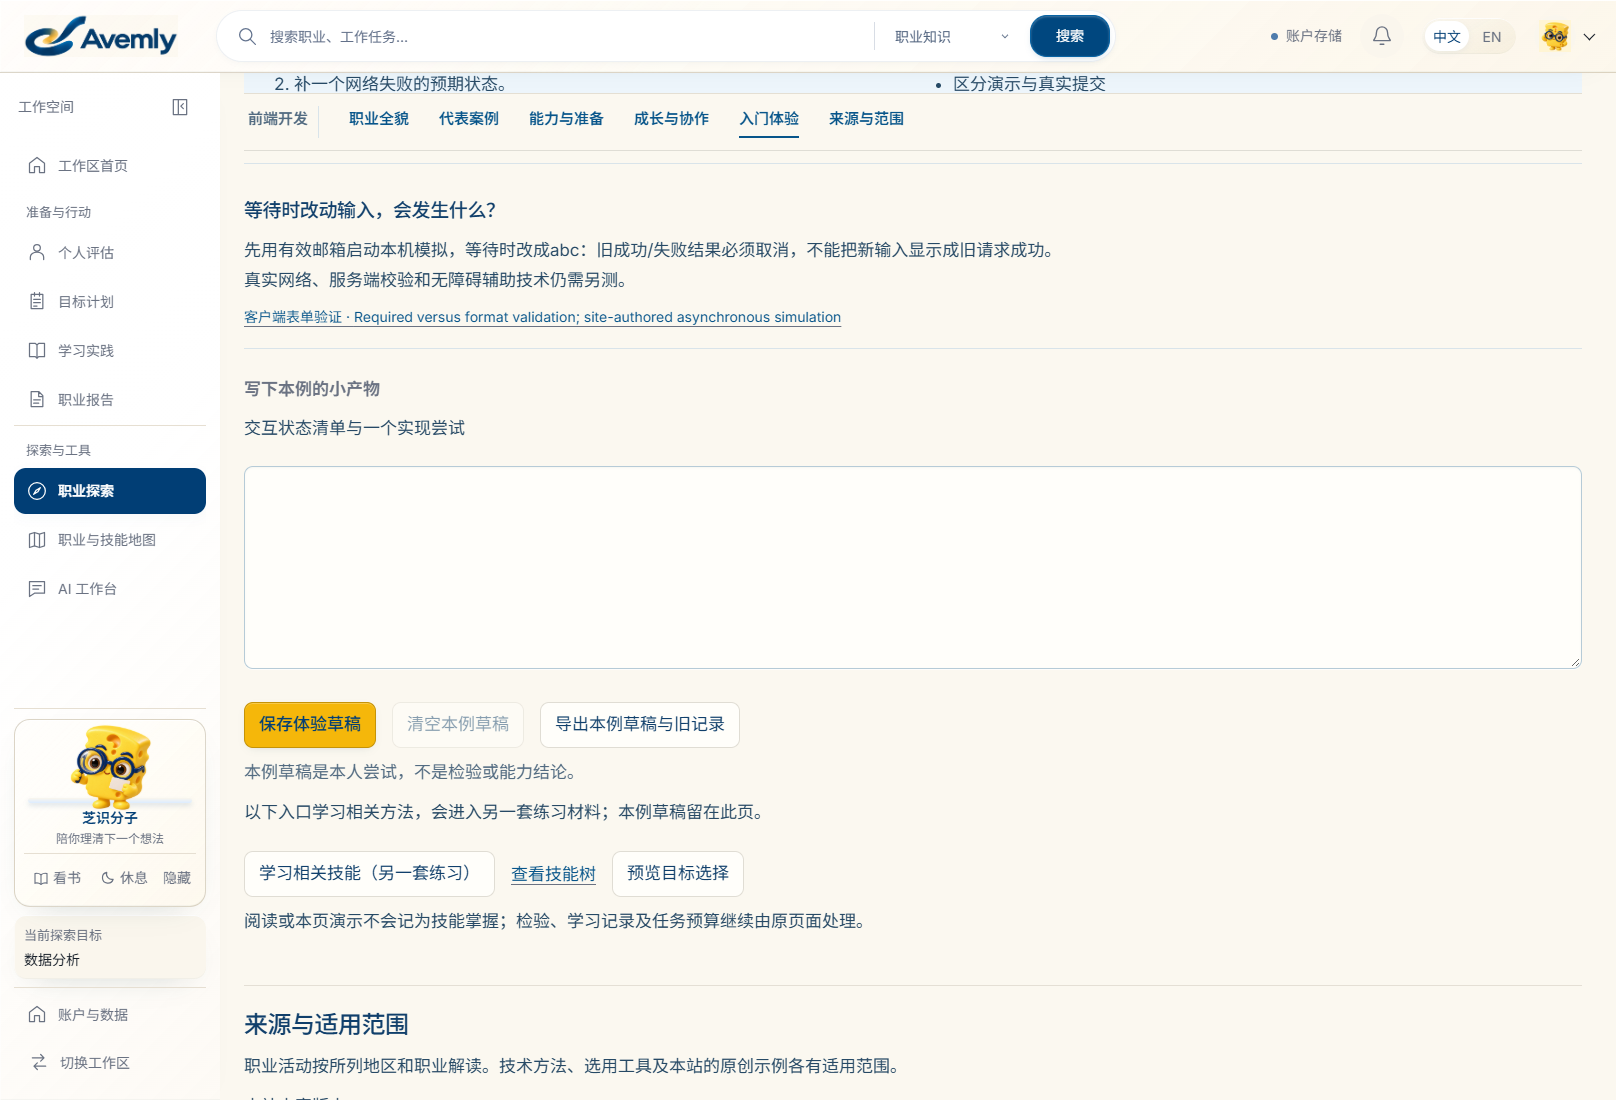 Avemly
搜索职业、工作任务...
职业知识
搜索
账户存储
中文
EN
工作空间
工作区首页
准备与行动
个人评估
目标计划
学习实践
职业报告
探索与工具
职业探索
职业与技能地图
AI 工作台
芝识分子
陪你理清下一个想法
看书
休息
隐藏
当前探索目标
数据分析
账户与数据
切换工作区
2. 补一个网络失败的预期状态。
• 区分演示与真实提交
前端开发
职业全貌
代表案例
能力与准备
成长与协作
入门体验
来源与范围
等待时改动输入，会发生什么？
先用有效邮箱启动本机模拟，等待时改成abc：旧成功/失败结果必须取消，不能把新输入显示成旧请求成功。
真实网络、服务端校验和无障碍辅助技术仍需另测。
客户端表单验证 · Required versus format validation; site-authored asynchronous simulation
写下本例的小产物
交互状态清单与一个实现尝试
保存体验草稿
清空本例草稿
导出本例草稿与旧记录
本例草稿是本人尝试，不是检验或能力结论。
以下入口学习相关方法，会进入另一套练习材料；本例草稿留在此页。
学习相关技能（另一套练习）
查看技能树
预览目标选择
阅读或本页演示不会记为技能掌握；检验、学习记录及任务预算继续由原页面处理。
来源与适用范围
职业活动按所列地区和职业解读。技术方法、选用工具及本站的原创示例各有适用范围。